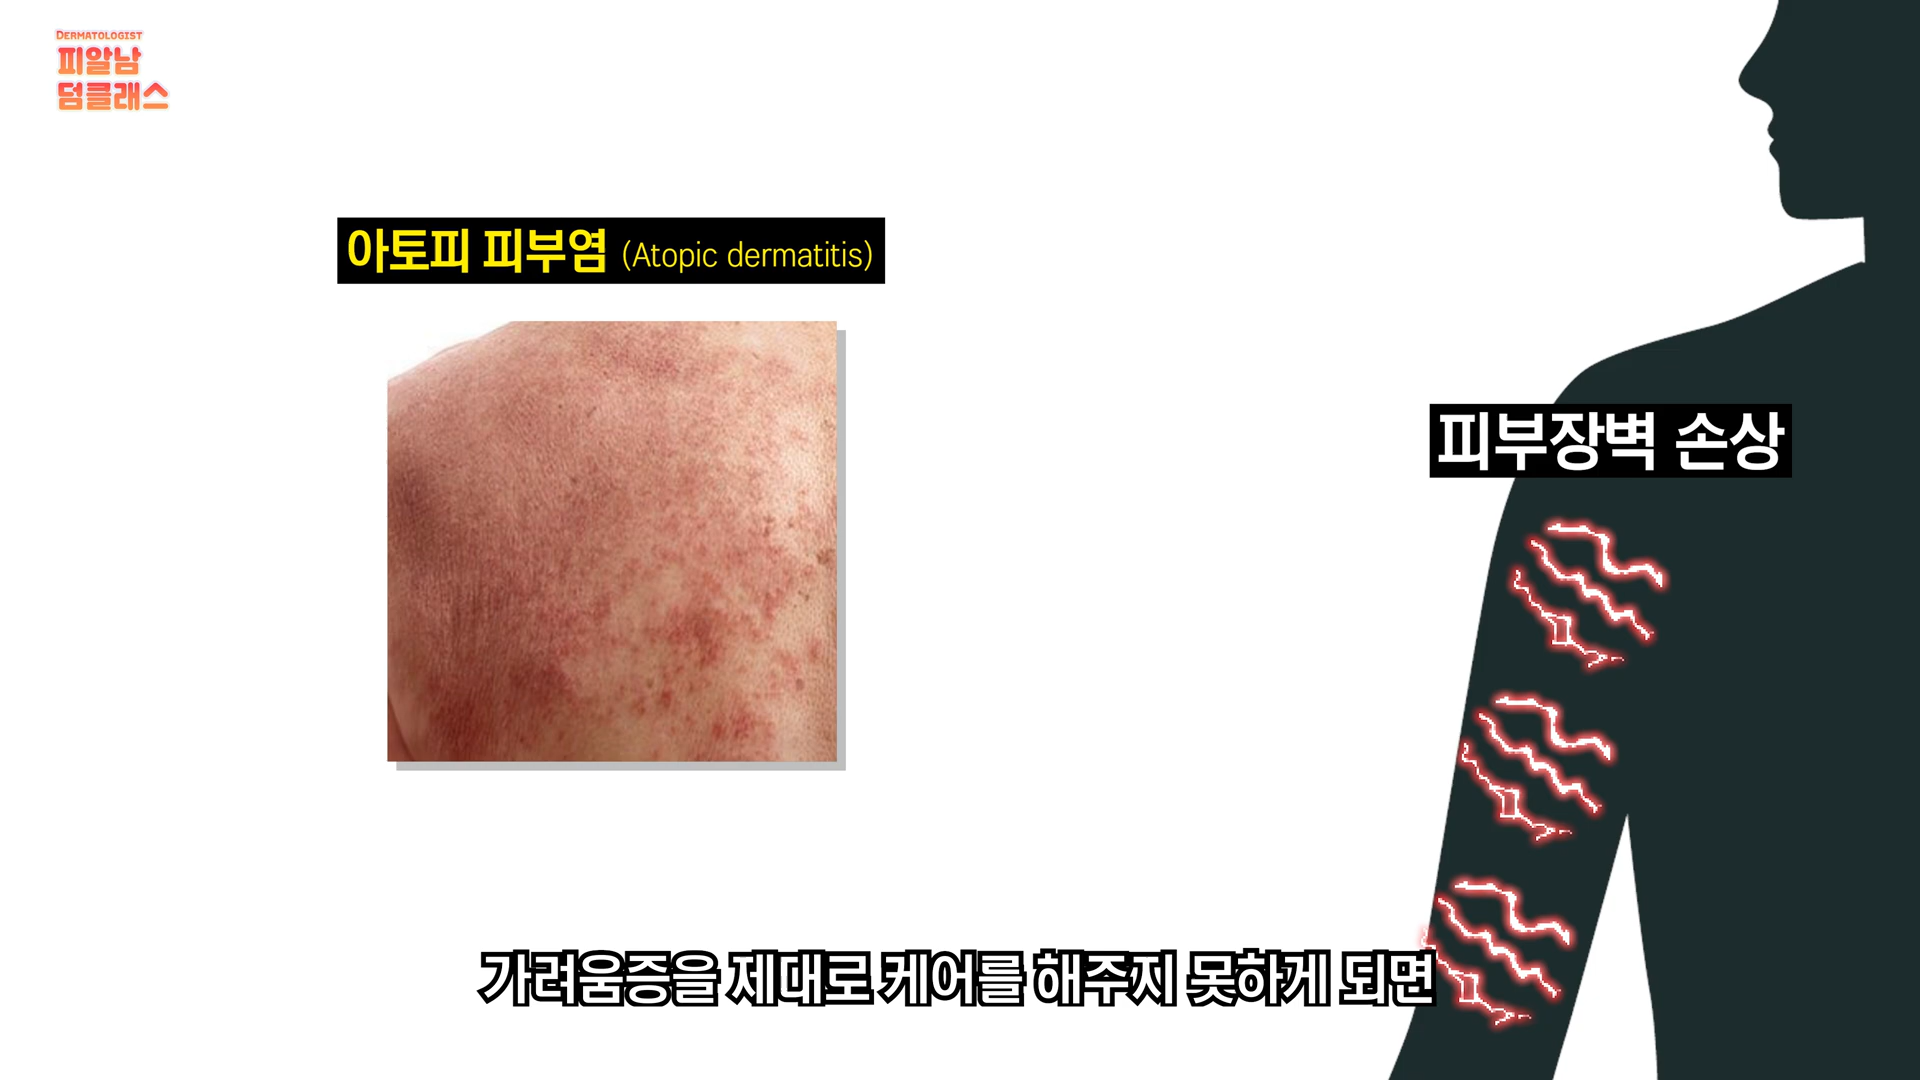 DERMATOLOGIST
피알남
덤클래스
아토피 피부염 (Atopic dermatitis)
피부장벽 손상
가려움증을 제대로 케어를 해주지 못하게 되면